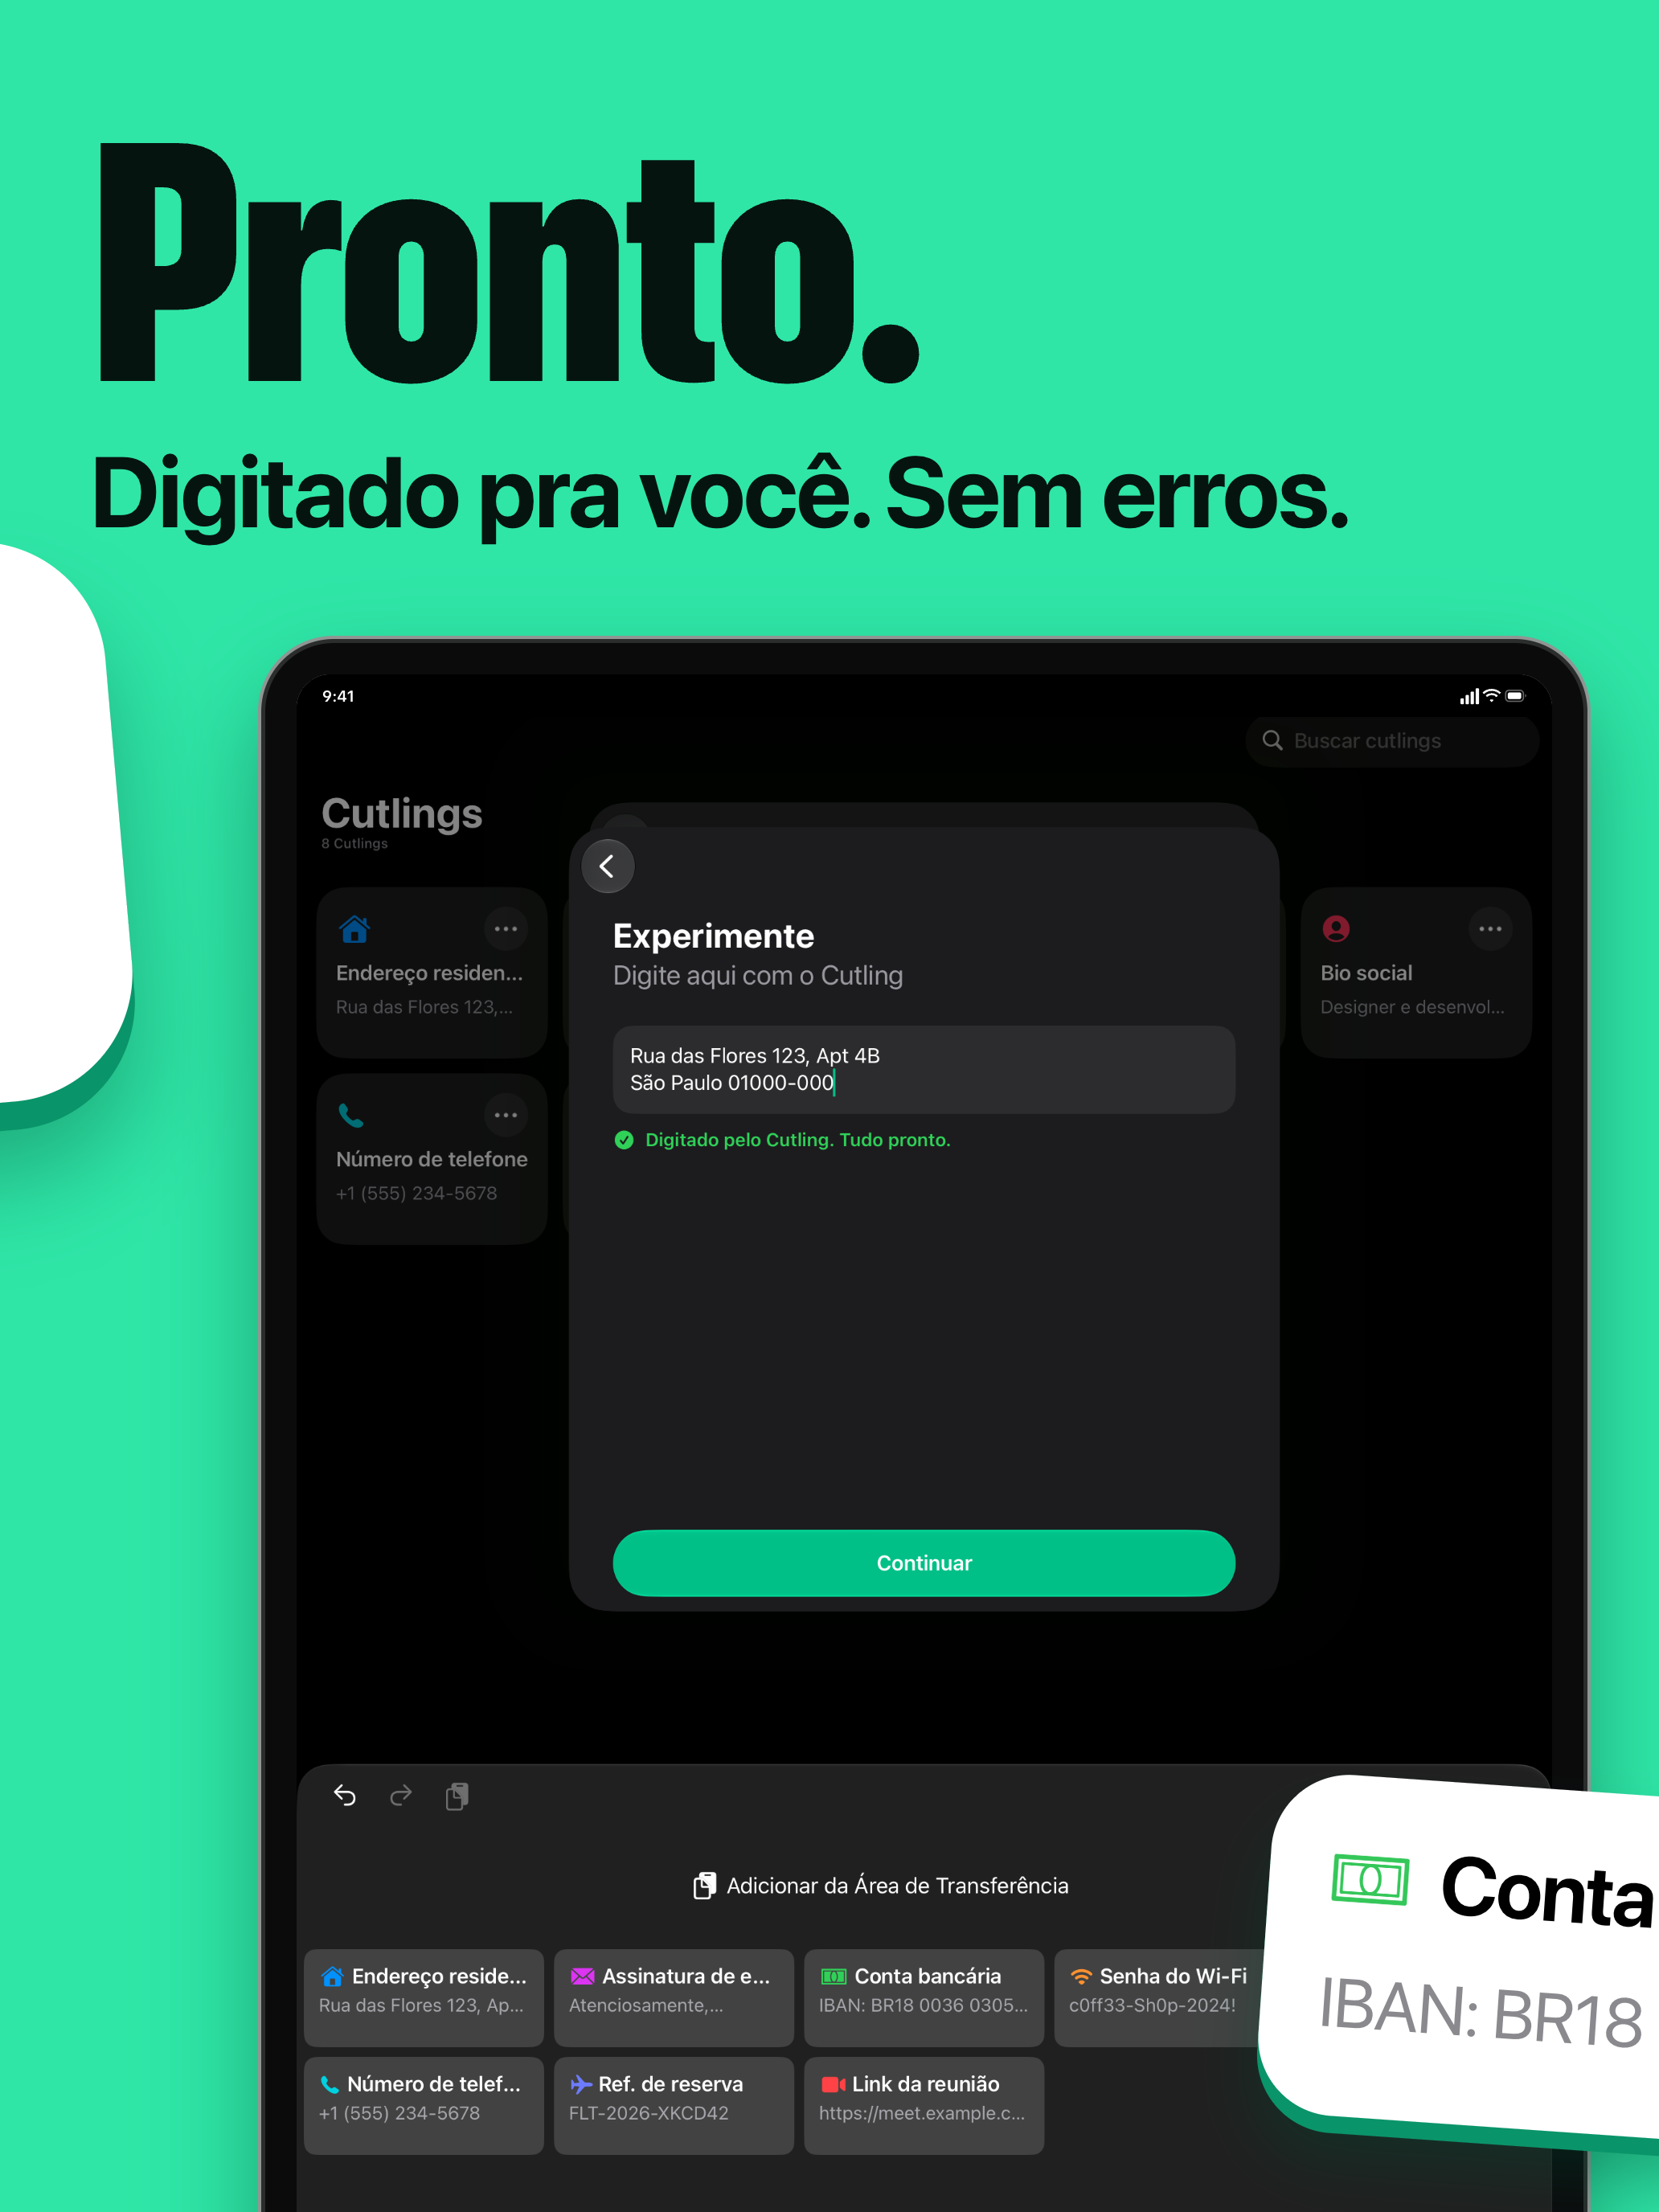 Pronto.
Digitado pra você. Sem erros.
9:41
Buscar cutlings
Cutlings
8 Cutlings
Endereço residen...
Rua das Flores 123,...
Bio social
Designer e desenvol...
Número de telefone
+1 (555) 234-5678
Experimente
Digite aqui com o Cutling
Rua das Flores 123, Apt 4B
São Paulo 01000-000
Digitado pelo Cutling. Tudo pronto.
Continuar
Adicionar da Área de Transferência
Endereço reside...
Rua das Flores 123, Ap...
Assinatura de e...
Atenciosamente,...
Conta bancária
IBAN: BR18 0036 0305...
Senha do Wi-Fi
c0ff33-Sh0p-2024!
Número de telef...
+1 (555) 234-5678
Ref. de reserva
FLT-2026-XKCD42
Link da reunião
https://meet.example.c...
Conta
IBAN: BR18